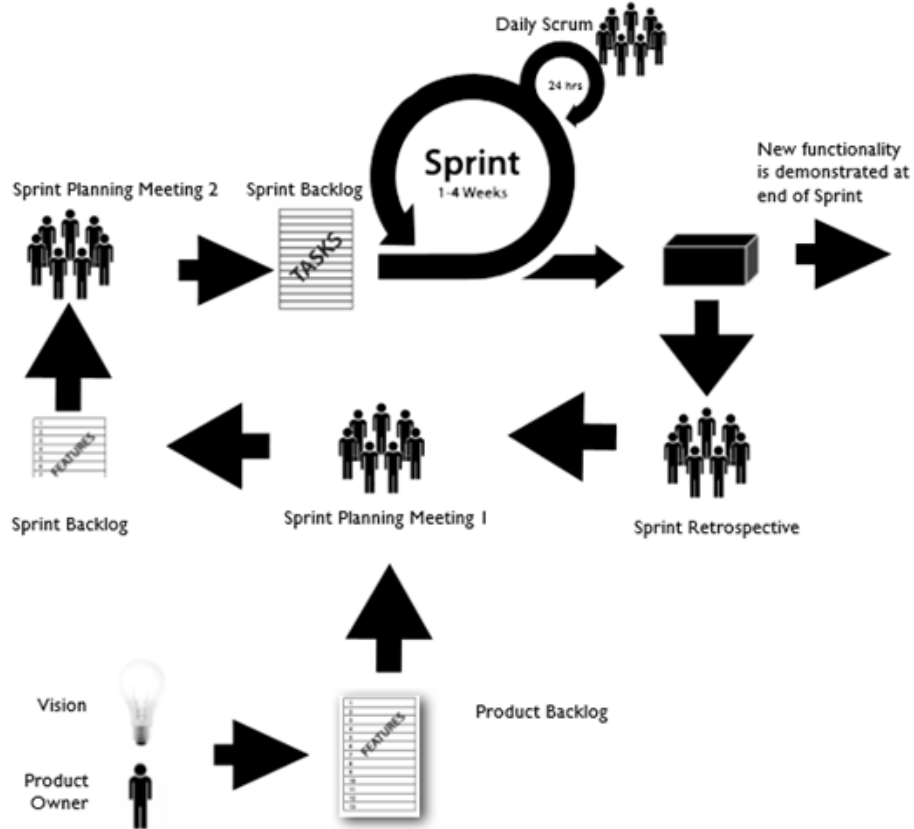 Daily Scrum
24 hrs
Sprint
1-4 Weeks
New functionality
is demonstrated at
end of Sprint
Sprint Planning Meeting 2
Sprint Backlog
TASKS
FEATURES
Sprint Backlog
Sprint Planning Meeting 1
Sprint Retrospective
Vision
Product
Owner
FEATURES
Product Backlog